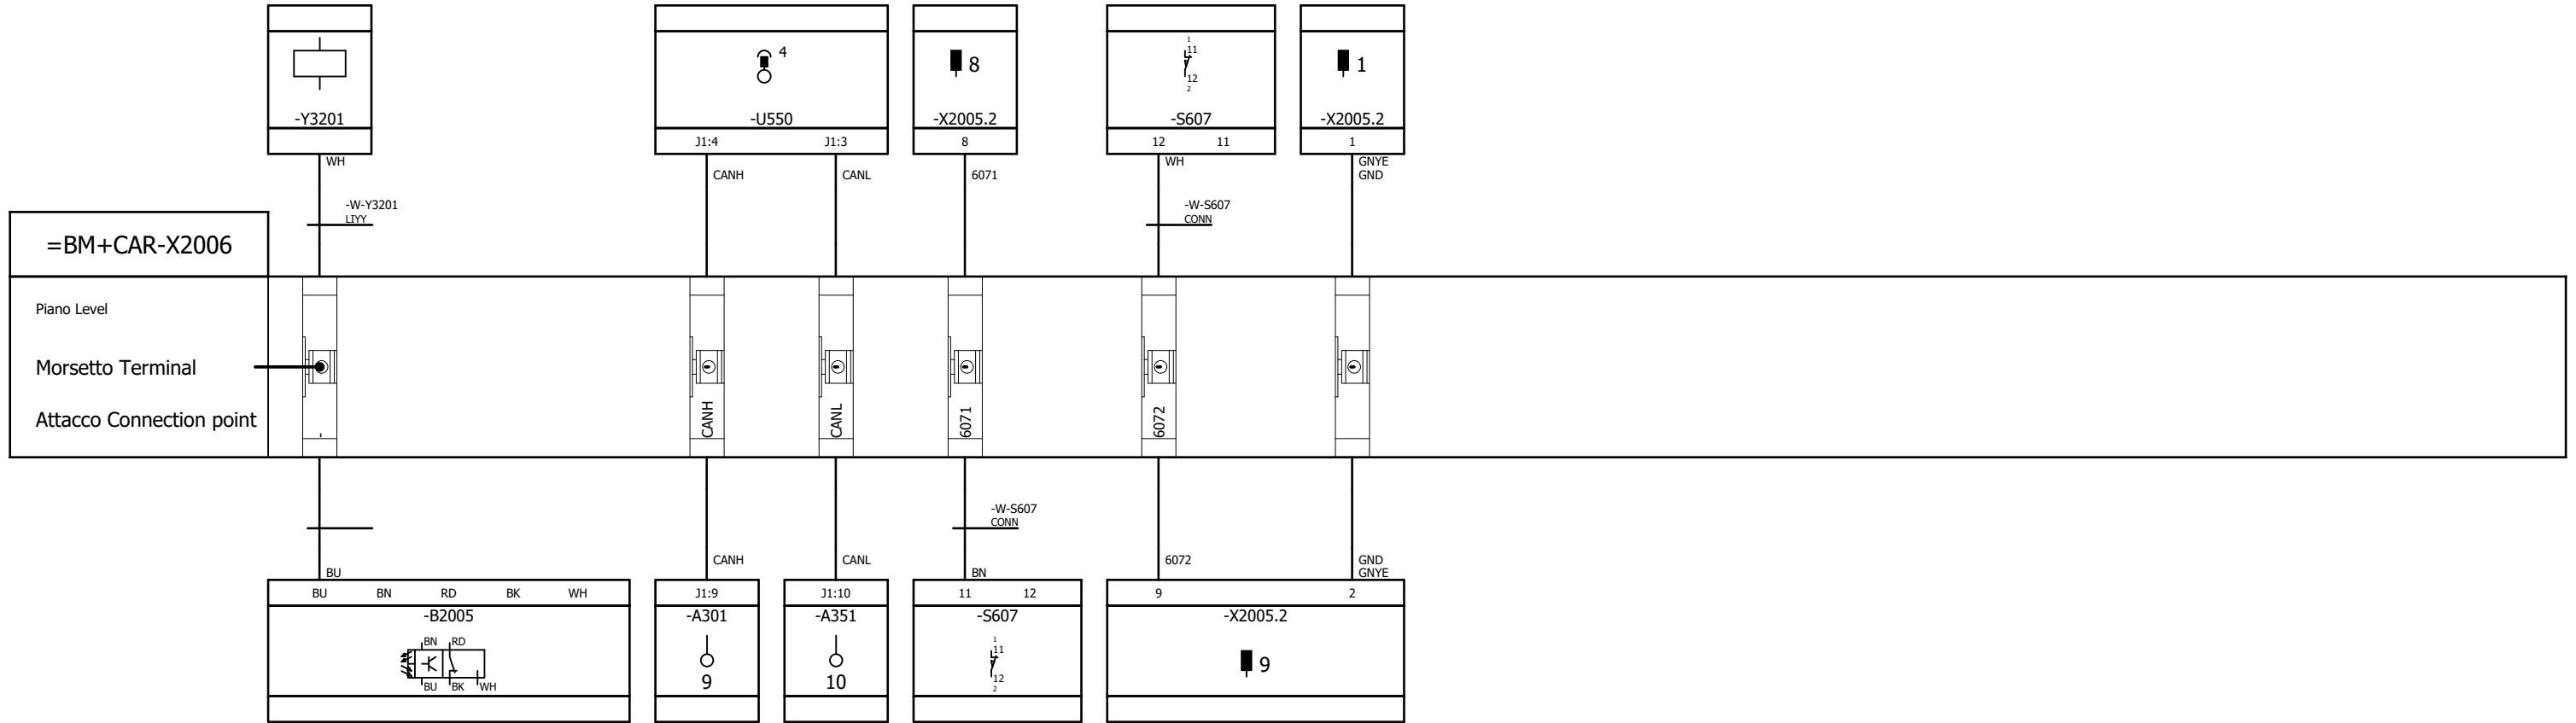 4
8
1
11
12
2
1
-Y3201
-U550
-X2005.2
-S607
-X2005.2
J1:4 J1:3
8
12 11
1
WH
CANH
CANL
6071
WH
GNYE
GND
-W-Y3201
LIYY
-W-S607
CONN
=BM+CAR-X2006
Piano Level
Morsetto Terminal
Attacco Connection point
-
CANH
CANL
6071
6072
-W-S607
CONN
BU
CANH
CANL
BN
6072
GND
GNYE
BU BN RD BK WH
J1:9
J1:10
11 12
9 2
-B2005
-A301
-A351
-S607
-X2005.2
BN RD
BU BK WH
9
10
1
11
12
2
9